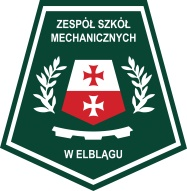 ZESPÓŁ SZKÓŁ
MECHANICZNYCH
W ELBLĄGU